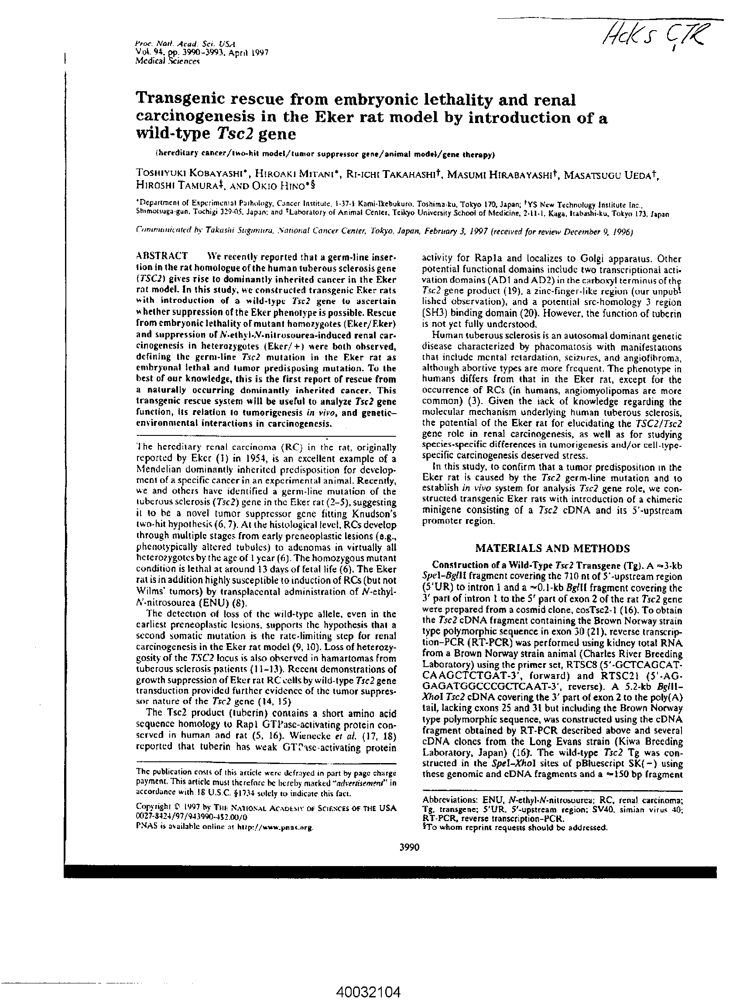 HcKs CTR
Proc. Natl. Acad. Sci. USA
Vol. 94, pp. 3990–3993, April 1997
Medical Sciences
Transgenic rescue from embryonic lethality and renal
carcinogenesis in the Eker rat model by introduction of a
wild-type Tsc2 gene
(hereditary cancer/two-hit model/tumor suppressor gene/animal model/gene therapy)
TOSHIYUKI KOBAYASHI*, HIROAKI MITANI*, RI-ICHI TAKAHASHI†, MASUMI HIRABAYASHI†, MASATSUGU UEDA†,
HIROSHI TAMURA‡, AND OKIO HINO*§
*Department of Experimental Pathology, Cancer Institute, 1-37-1 Kami-Ikebukuro, Toshima-ku, Tokyo 170, Japan; †YS New Technology Institute Inc.,
Shimotsuga-gun, Tochigi 329-05, Japan; and ‡Laboratory of Animal Center, Teikyo University School of Medicine, 2-11-1, Kaga, Itabashi-ku, Tokyo 173, Japan
Communicated by Takashi Sugimura, National Cancer Center, Tokyo, Japan, February 3, 1997 (received for review December 9, 1996)
ABSTRACT We recently reported that a germ-line inser-
tion in the rat homologue of the human tuberous sclerosis gene
(TSC2) gives rise to dominantly inherited cancer in the Eker
rat model. In this study, we constructed transgenic Eker rats
with introduction of a wild-type Tsc2 gene to ascertain
whether suppression of the Eker phenotype is possible. Rescue
from embryonic lethality of mutant homozygotes (Eker/Eker)
and suppression of N-ethyl-N-nitrosourea-induced renal car-
cinogenesis in heterozygotes (Eker/+) were both observed,
defining the germ-line Tsc2 mutation in the Eker rat as
embryonal lethal and tumor predisposing mutation. To the
best of our knowledge, this is the first report of rescue from
a naturally occurring dominantly inherited cancer. This
transgenic rescue system will be useful to analyze Tsc2 gene
function, its relation to tumorigenesis in vivo, and genetic–
environmental interactions in carcinogenesis.
The hereditary renal carcinoma (RC) in the rat, originally
reported by Eker (1) in 1954, is an excellent example of a
Mendelian dominantly inherited predisposition for develop-
ment of a specific cancer in an experimental animal. Recently,
we and others have identified a germ-line mutation of the
tuberous sclerosis (Tsc2) gene in the Eker rat (2–5), suggesting
it to be a novel tumor suppressor gene fitting Knudson's
two-hit hypothesis (6, 7). At the histological level, RCs develop
through multiple stages from early preneoplastic lesions (e.g.,
phenotypically altered tubules) to adenomas in virtually all
heterozygotes by the age of 1 year (6). The homozygous mutant
condition is lethal at around 13 days of fetal life (6). The Eker
rat is in addition highly susceptible to induction of RCs (but not
Wilms' tumors) by transplacental administration of N-ethyl-
N-nitrosourea (ENU) (8).
The detection of loss of the wild-type allele, even in the
earliest preneoplastic lesions, supports the hypothesis that a
second somatic mutation is the rate-limiting step for renal
carcinogenesis in the Eker rat model (9, 10). Loss of heterozy-
gosity of the TSC2 locus is also observed in hamartomas from
tuberous sclerosis patients (11–13). Recent demonstrations of
growth suppression of Eker rat RC cells by wild-type Tsc2 gene
transduction provided further evidence of the tumor suppres-
sor nature of the Tsc2 gene (14, 15)
The Tsc2 product (tuberin) contains a short amino acid
sequence homology to Rap1 GTPase-activating protein con-
served in human and rat (5, 16). Wienecke et al. (17, 18)
reported that tuberin has weak GTPase-activating protein
The publication costs of this article were defrayed in part by page charge
payment. This article must therefore be hereby marked "advertisement" in
accordance with 18 U.S.C. §1734 solely to indicate this fact.
Copyright © 1997 by THE NATIONAL ACADEMY OF SCIENCES OF THE USA
0027-8424/97/943990-4$2.00/0
PNAS is available online at http://www.pnas.org.
activity for Rap1a and localizes to Golgi apparatus. Other
potential functional domains include two transcriptional acti-
vation domains (AD1 and AD2) in the carboxyl terminus of the
Tsc2 gene product (19), a zinc-finger-like region (our unpub-
lished observation), and a potential src-homology 3 region
(SH3) binding domain (20). However, the function of tuberin
is not yet fully understood.
Human tuberous sclerosis is an autosomal dominant genetic
disease characterized by phacomatosis with manifestations
that include mental retardation, seizures, and angiofibroma,
although abortive types are more frequent. The phenotype in
humans differs from that in the Eker rat, except for the
occurrence of RCs (in humans, angiomyolipomas are more
common) (3). Given the lack of knowledge regarding the
molecular mechanism underlying human tuberous sclerosis,
the potential of the Eker rat for elucidating the TSC2/Tsc2
gene role in renal carcinogenesis, as well as for studying
species-specific differences in tumorigenesis and/or cell-type-
specific carcinogenesis deserved stress.
In this study, to confirm that a tumor predisposition in the
Eker rat is caused by the Tsc2 germ-line mutation and to
establish in vivo system for analysis Tsc2 gene role, we con-
structed transgenic Eker rats with introduction of a chimeric
minigene consisting of a Tsc2 cDNA and its 5′-upstream
promoter region.
MATERIALS AND METHODS
Construction of a Wild-Type Tsc2 Transgene (Tg). A ≈3-kb
SpeI–BglII fragment covering the 710 nt of 5′-upstream region
(5′UR) to intron 1 and a ≈0.1-kb BglII fragment covering the
3′ part of intron 1 to the 5′ part of exon 2 of the rat Tsc2 gene
were prepared from a cosmid clone, cosTsc2-1 (16). To obtain
the Tsc2 cDNA fragment containing the Brown Norway strain
type polymorphic sequence in exon 30 (21), reverse transcrip-
tion–PCR (RT-PCR) was performed using kidney total RNA
from a Brown Norway strain animal (Charles River Breeding
Laboratory) using the primer set, RTSC8 (5′-GCTCAGCAT-
CAAGCTCTGAT-3′, forward) and RTSC21 (5′-AG-
GAGATGGCCCGCTCAAT-3′, reverse). A 5.2-kb BglII–
XhoI Tsc2 cDNA covering the 3′ part of exon 2 to the poly(A)
tail, lacking exons 25 and 31 but including the Brown Norway
type polymorphic sequence, was constructed using the cDNA
fragment obtained by RT-PCR described above and several
cDNA clones from the Long Evans strain (Kiwa Breeding
Laboratory, Japan) (16). The wild-type Tsc2 Tg was con-
structed in the SpeI–XhoI sites of pBluescript SK(−) using
these genomic and cDNA fragments and a ≈150 bp fragment
Abbreviations: ENU, N-ethyl-N-nitrosourea; RC, renal carcinoma;
Tg, transgene; 5′UR, 5′-upstream region; SV40, simian virus 40;
RT-PCR, reverse transcription–PCR.
§To whom reprint requests should be addressed.
3990
40032104